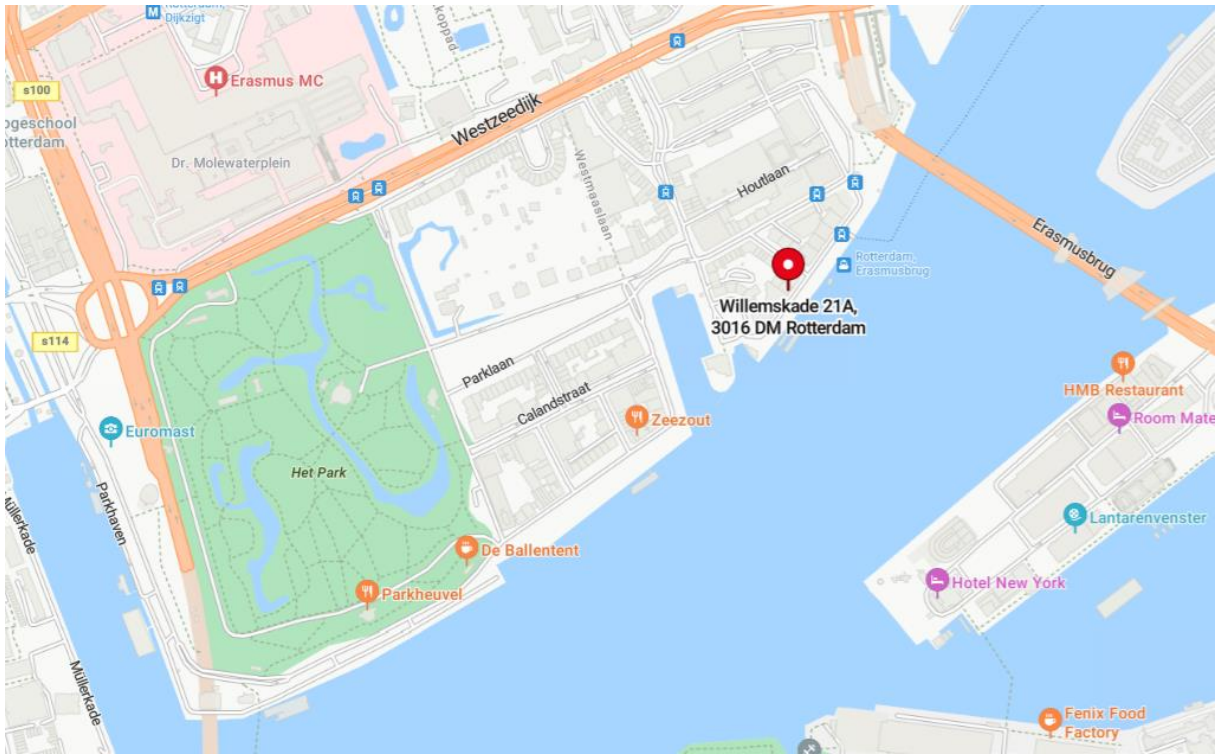 Dijkzigt
koppad
Erasmus MC
s100
Westzeedijk
Dr. Molewaterplein
Westmaaslaan
Houtlaan
Erasmusbrug
Rotterdam,
Erasmusbrug
Willemskade 21A,
3016 DM Rotterdam
s114
Parklaan
HMB Restaurant
Calandstraat
Zeezout
Room Mate
Euromast
Het Park
Parkhaven
Müllerkade
Lantarenvenster
De Ballentent
Parkheuvel
Hotel New York
Müllerkade
Fenix Food
Factory